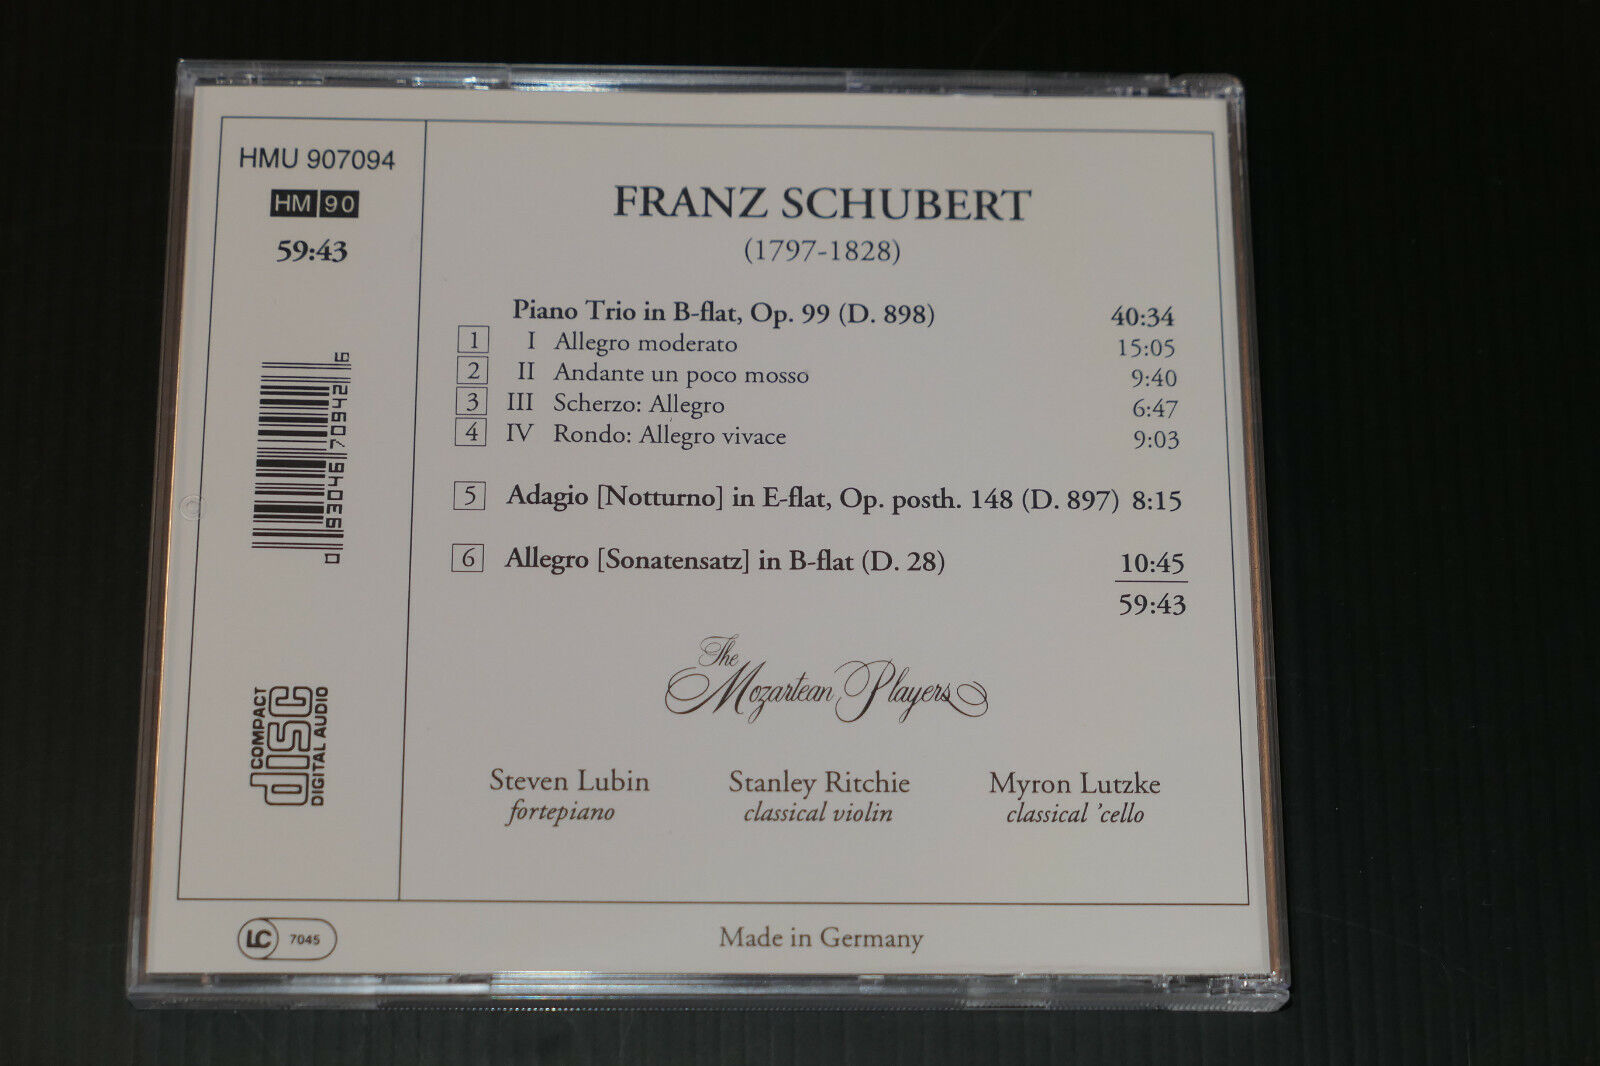 HMU 907094
HM 90
59:43
0 93046 70942 6
COMPACT
disc
DIGITAL AUDIO
FRANZ SCHUBERT
(1797-1828)
Piano Trio in B-flat, Op. 99 (D. 898) 40:34
1 I Allegro moderato 15:05
2 II Andante un poco mosso 9:40
3 III Scherzo: Allegro 6:47
4 IV Rondo: Allegro vivace 9:03
5 Adagio [Notturno] in E-flat, Op. posth. 148 (D. 897) 8:15
6 Allegro [Sonatensatz] in B-flat (D. 28) 10:45
59:43
The
Mozartean Players
Steven Lubin
fortepiano
Stanley Ritchie
classical violin
Myron Lutzke
classical 'cello
LC 7045
Made in Germany